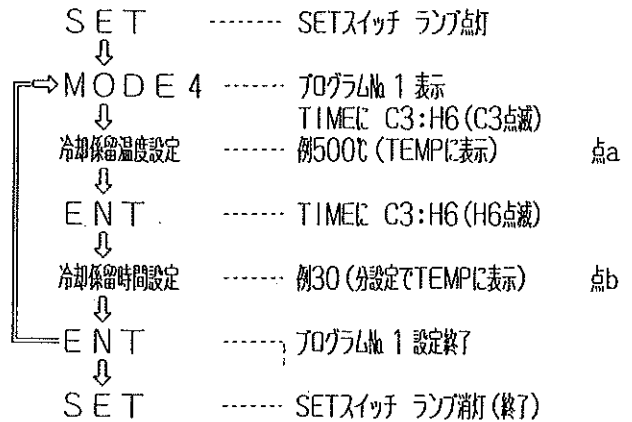 SET ------- SETスイッチ ランプ点灯
⇩
⇨MODE4 ------ プログラム№1 表示
⇩ TIMEに C3:H6(C3点滅)
冷却係留温度設定 ------ 例500℃(TEMPに表示) 点a
⇩
ENT. ------- TIMEに C3:H6(H6点滅)
⇩
冷却係留時間設定 ------ 例30(分設定でTEMPに表示) 点b
⇩
ENT ------- プログラム№1 設定終了
⇩
SET ------- SETスイッチ ランプ消灯(終了)